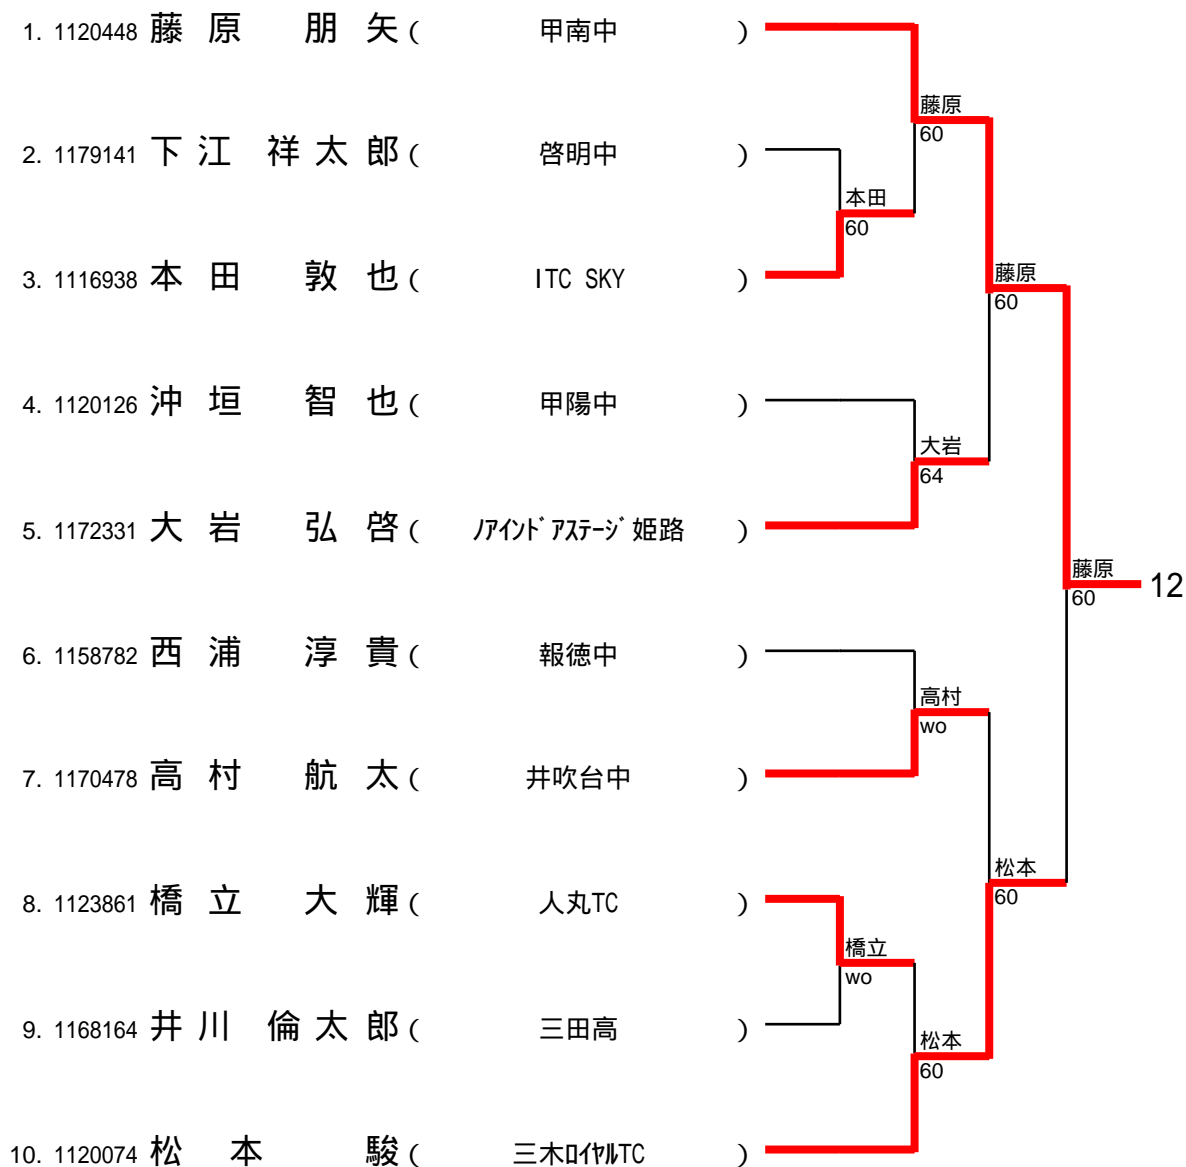 1. 1120448 藤原 朋矢 ( 甲南中 )
藤原
60
2. 1179141 下江 祥太郎 ( 啓明中 )
本田
60
3. 1116938 本田 敦也 ( ITC SKY )
藤原
60
4. 1120126 沖垣 智也 ( 甲陽中 )
大岩
64
5. 1172331 大岩 弘啓 ( ﾉｱｲﾝﾄﾞｱｽﾃｰｼﾞ姫路 )
藤原
60
12
6. 1158782 西浦 淳貴 ( 報徳中 )
高村
wo
7. 1170478 高村 航太 ( 井吹台中 )
松本
60
8. 1123861 橋立 大輝 ( 人丸TC )
橋立
wo
9. 1168164 井川 倫太郎 ( 三田高 )
松本
60
10. 1120074 松本 駿 ( 三木ﾛｲﾔﾙTC )